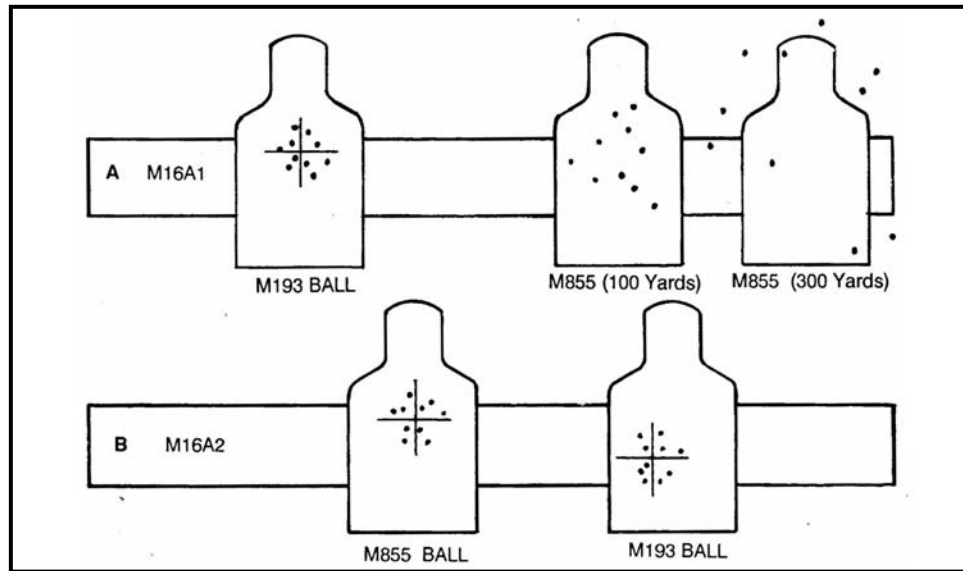 A M16A1
M193 BALL
M855 (100 Yards)
M855 (300 Yards)
B M16A2
M855 BALL
M193 BALL